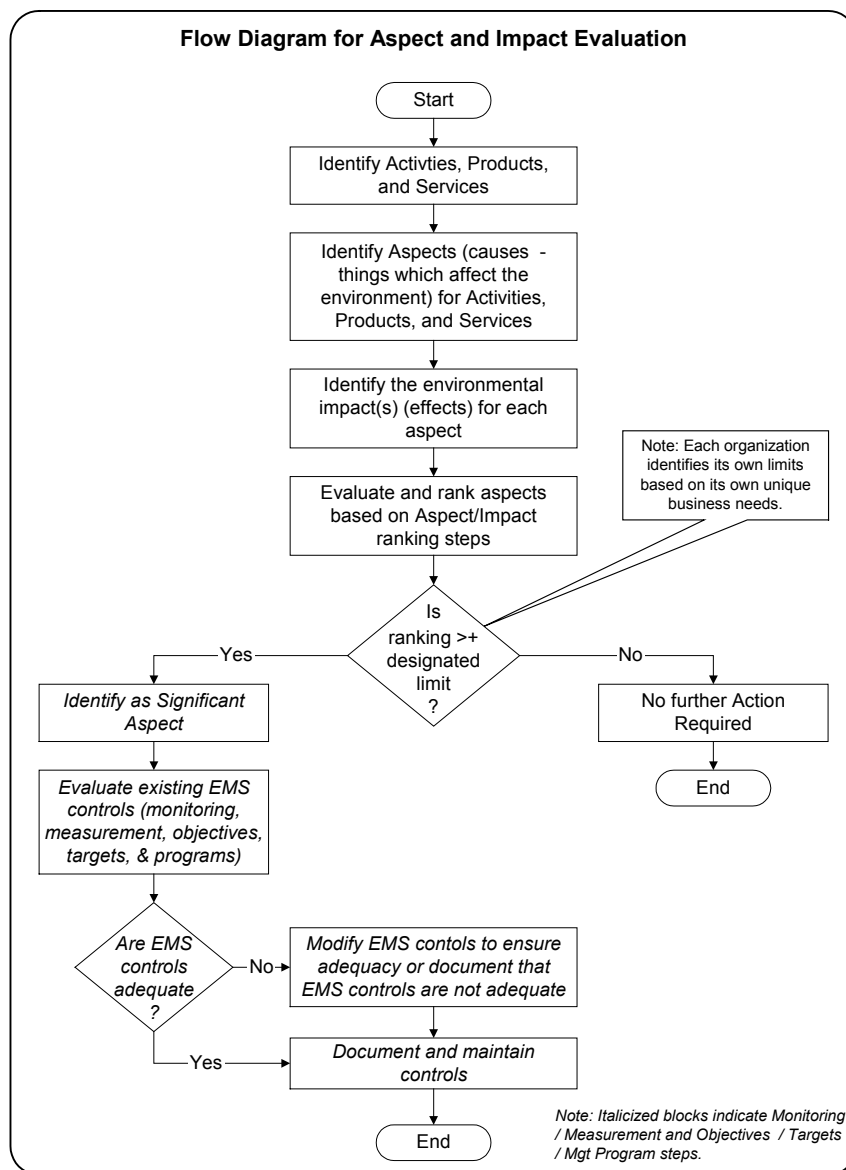 Flow Diagram for Aspect and Impact Evaluation
Start
Identify Activties, Products,
and Services
Identify Aspects (causes -
things which affect the
environment) for Activities,
Products, and Services
Identify the environmental
impact(s) (effects) for each
aspect
Note: Each organization
identifies its own limits
based on its own unique
business needs.
Evaluate and rank aspects
based on Aspect/Impact
ranking steps
Is
ranking >+
designated
limit
?
Yes
No
Identify as Significant
Aspect
No further Action
Required
End
Evaluate existing EMS
controls (monitoring,
measurement, objectives,
targets, & programs)
Are EMS
controls
adequate
?
No
Modify EMS contols to ensure
adequacy or document that
EMS controls are not adequate
Yes
Document and maintain
controls
End
Note: Italicized blocks indicate Monitoring
/ Measurement and Objectives / Targets
/ Mgt Program steps.